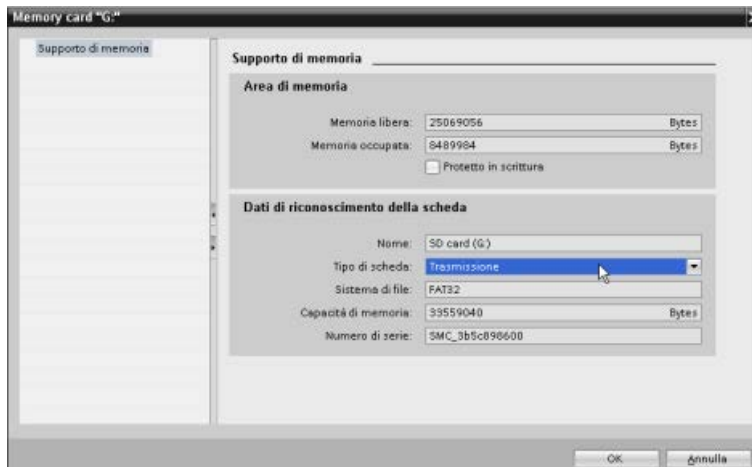 Memory card "G:"
Supporto di memoria
Supporto di memoria
Area di memoria
Memoria libera: 25069056 Bytes
Memoria occupata: 8489984 Bytes
Protetto in scrittura
Dati di riconoscimento della scheda
Nome: SD card (G:)
Tipo di scheda: Trasmissione
Sistema di file: FAT32
Capacità di memoria: 33559040 Bytes
Numero di serie: SMC_3b5c898600
OK Annulla